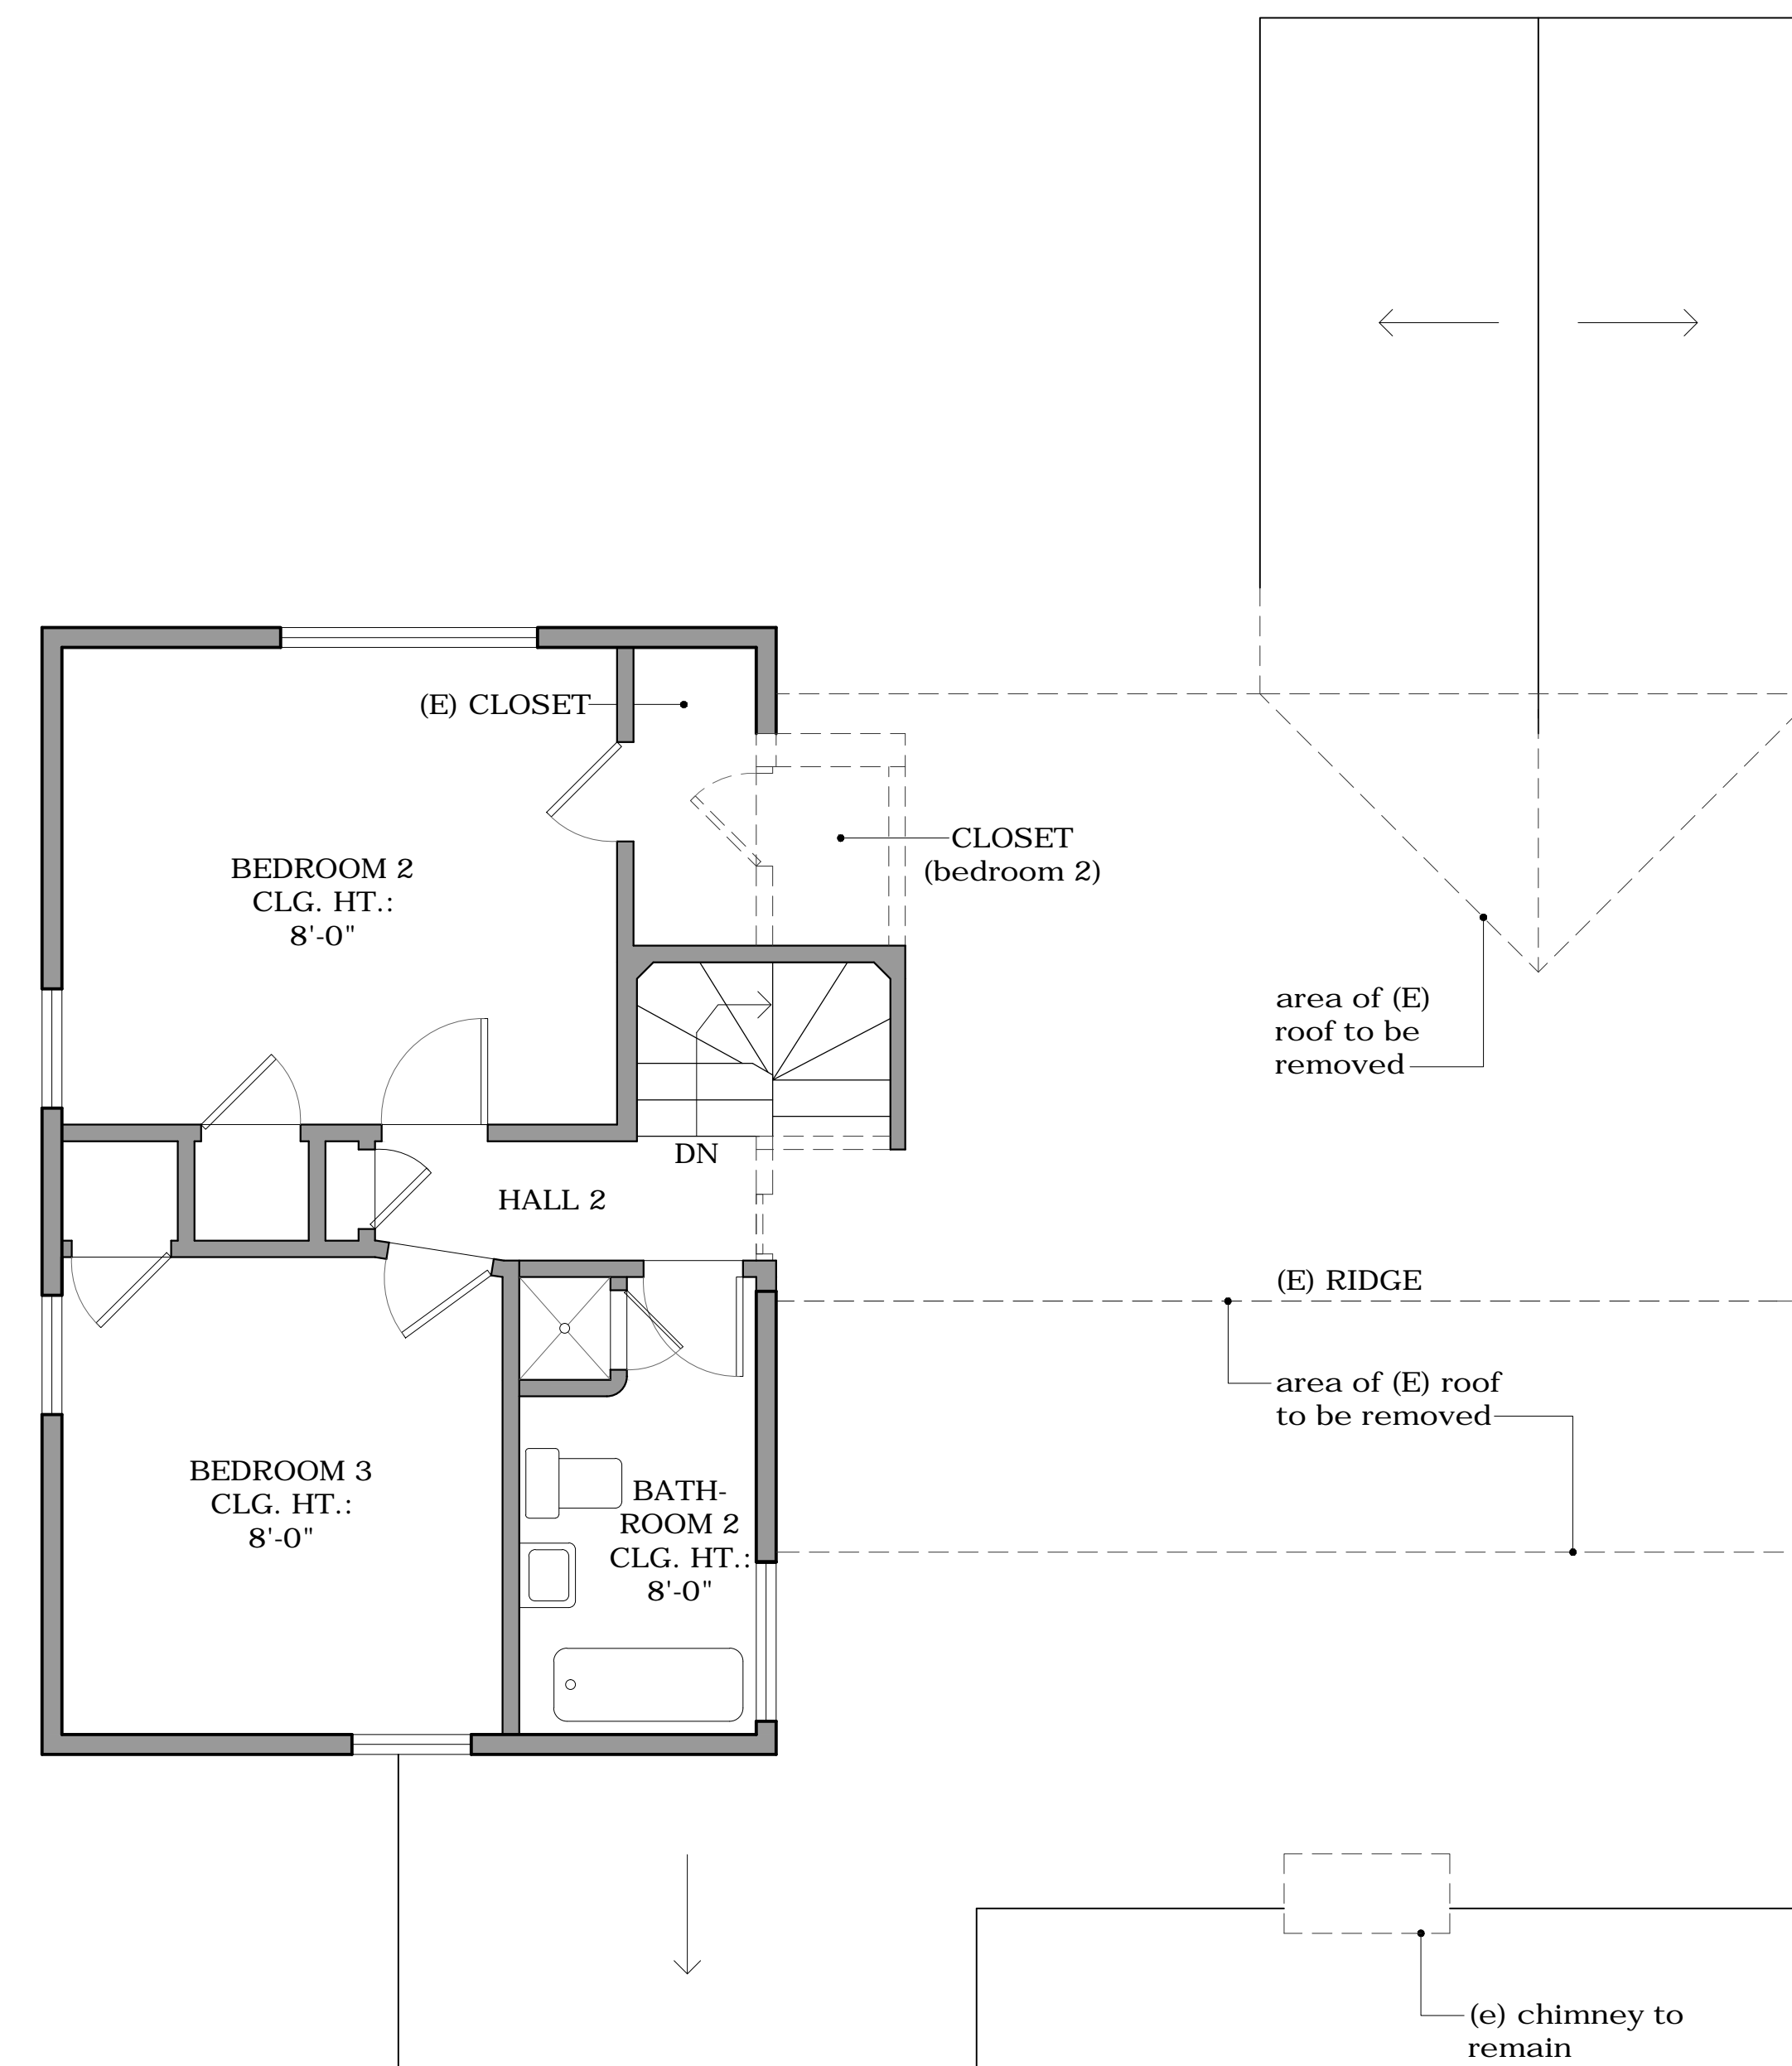 (E) CLOSET
CLOSET
(bedroom 2)
BEDROOM 2
CLG. HT.:
8'-0"
area of (E)
roof to be
removed
DN
HALL 2
(E) RIDGE
area of (E) roof
to be removed
BEDROOM 3
CLG. HT.:
8'-0"
BATH-
ROOM 2
CLG. HT.:
8'-0"
(e) chimney to
remain